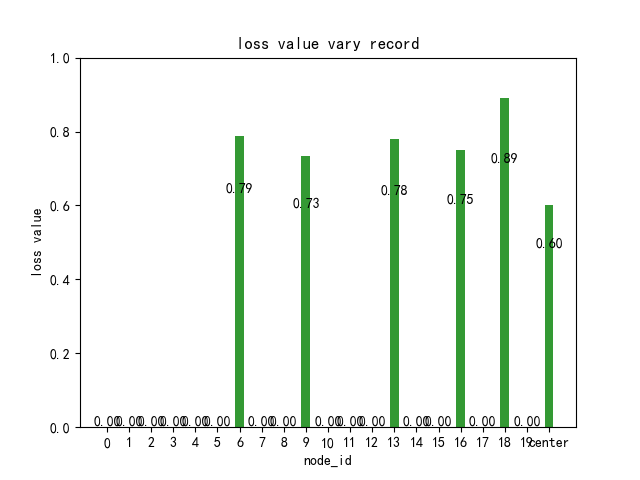 loss value vary record
1.0
0.8
0.6
0.4
0.2
0.0
loss value
0.00 0.00 0.00 0.00 0.00 0.00 0.79 0.00 0.00 0.73 0.00 0.00 0.00 0.78 0.00 0.00 0.75 0.00 0.89 0.00 0.60
0 1 2 3 4 5 6 7 8 9 10 11 12 13 14 15 16 17 18 19 center
node_id